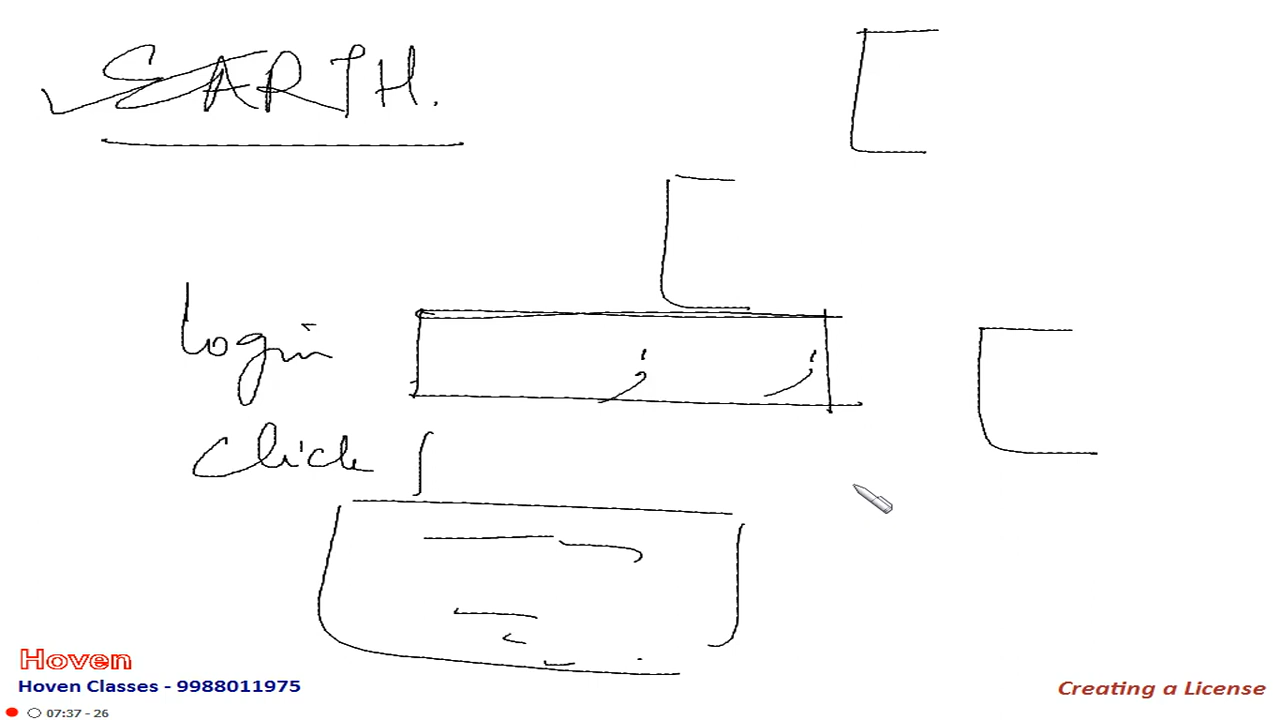 EARTH.
Login
Click
Hoven
Hoven Classes - 9988011975
Creating a License
07:37 - 26